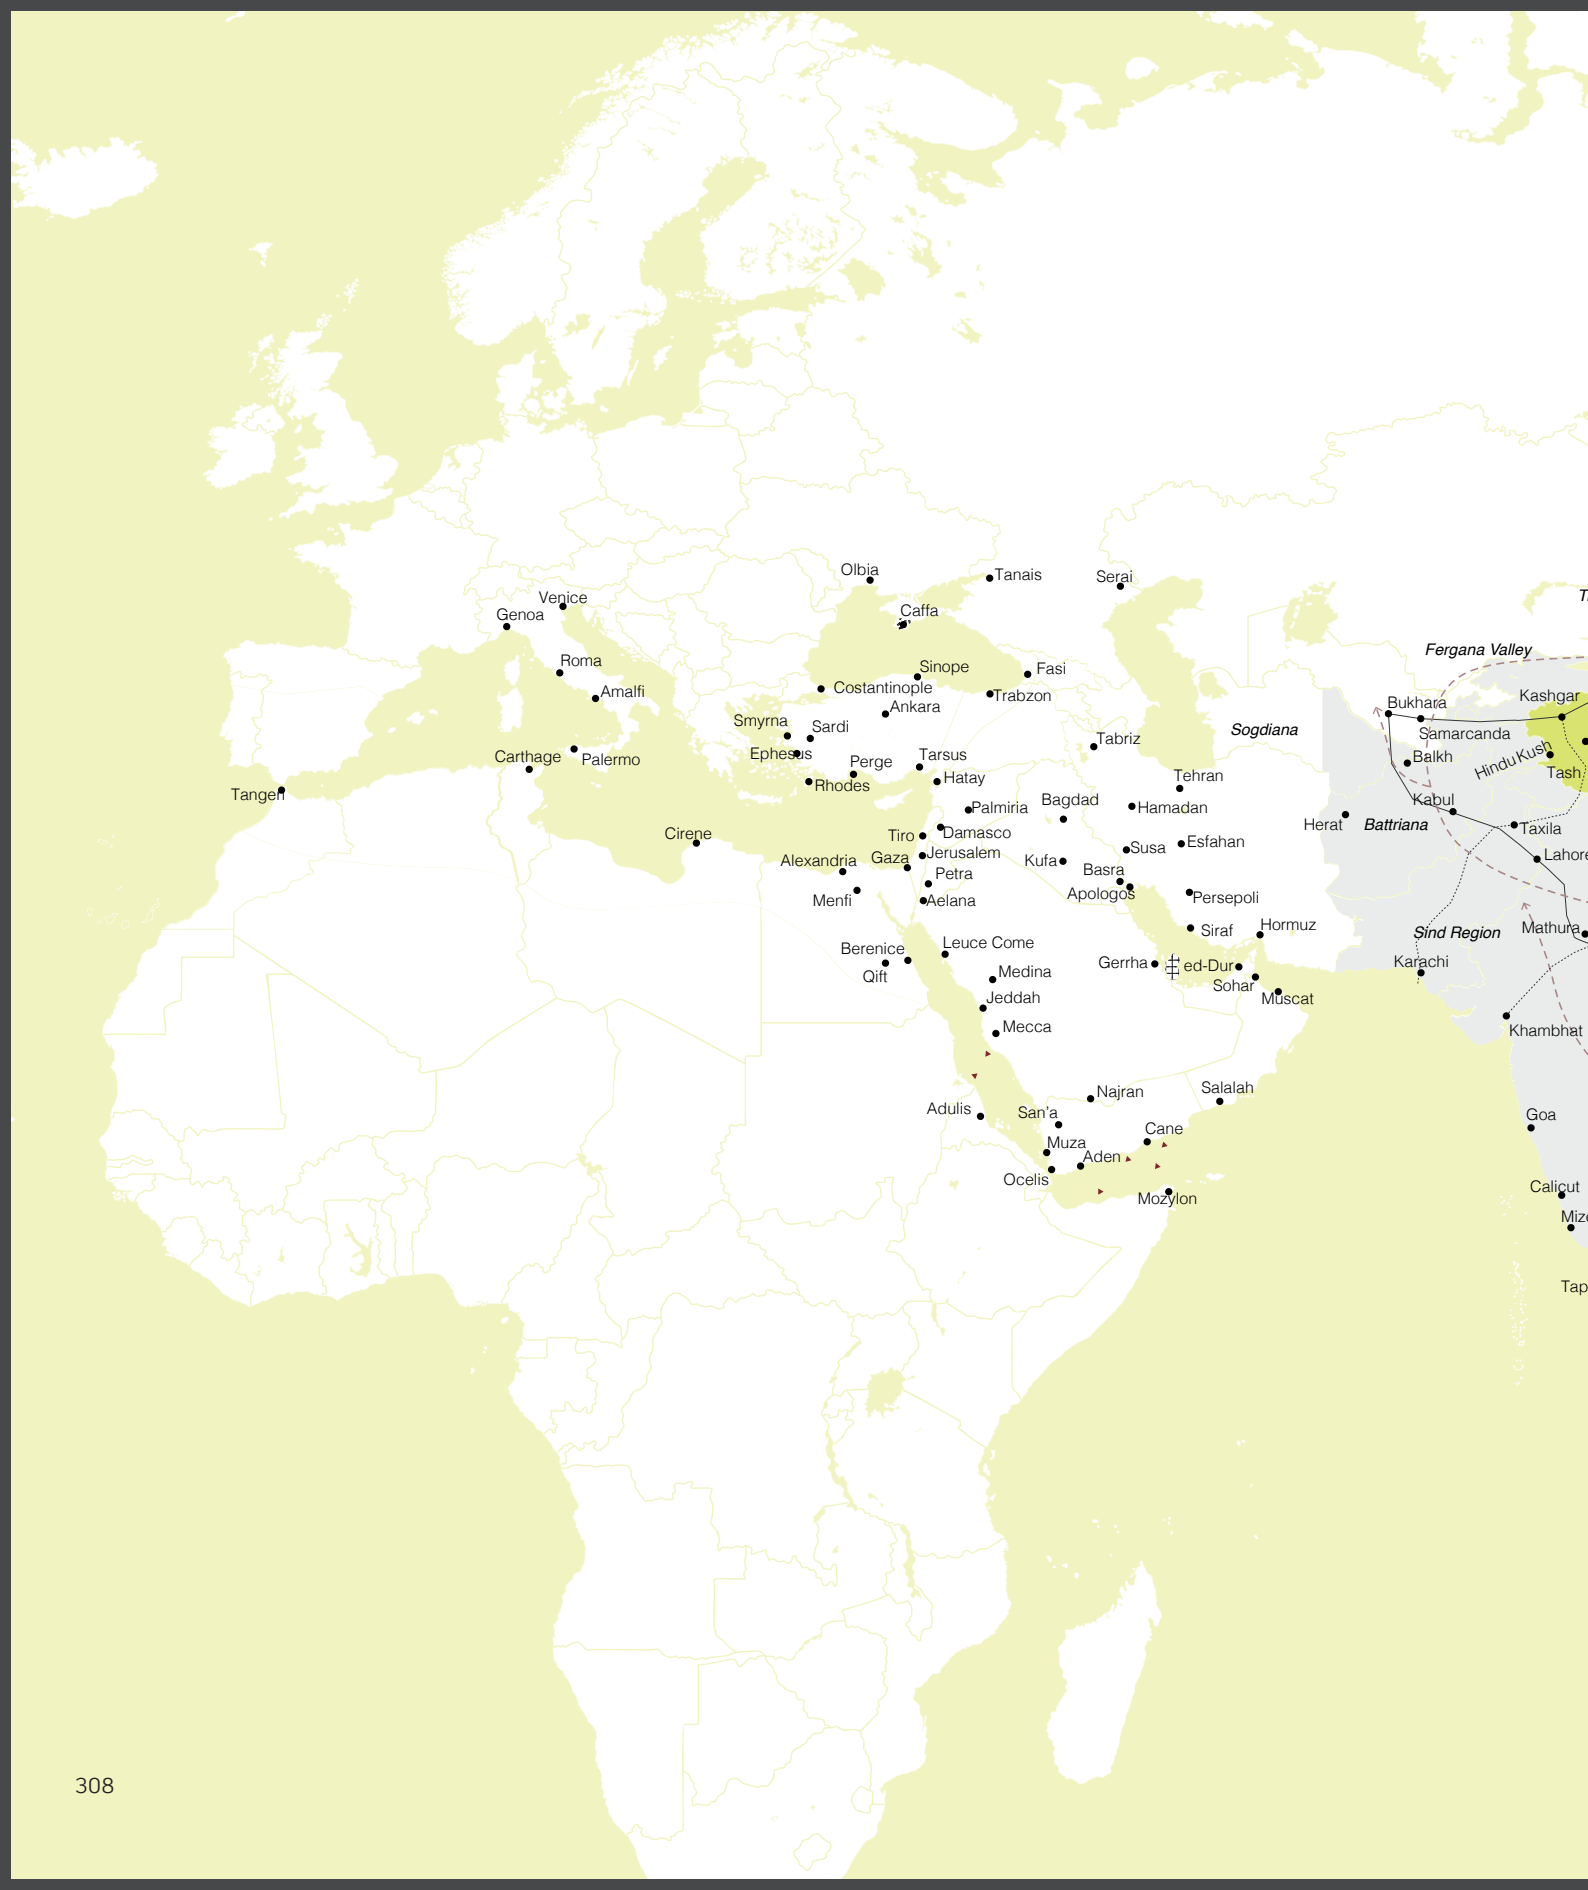 Olbia
Tanais
Serai
Venice
Caffa
Genoa
Fergana Valley
Roma
Sinope
Fasi
Amalfi
Costantinople
Trabzon
Kashgar
Bukhara
Ankara
Smyrna
Sardi
Sogdiana
Samarcanda
Tabriz
Ephesus
Carthage
Palermo
Perge
Tarsus
Balkh
Hindu Kush
Tash
Hatay
Tehran
Rhodes
Tangeri
Palmiria
Bagdad
Hamadan
Kabul
Herat
Battriana
Taxila
Cirene
Tiro
Damasco
Susa
Esfahan
Alexandria
Gaza
Jerusalem
Kufa
Lahore
Petra
Basra
Menfi
Aelana
Apologos
Persepoli
Siraf
Hormuz
Sind Region
Mathura
Berenice
Leuce Come
Gerrha
ed-Dur
Karachi
Qift
Medina
Sohar
Muscat
Jeddah
Mecca
Khambhat
Najran
Salalah
Adulis
San'a
Goa
Cane
Muza
Aden
Ocelis
Mozylon
Calicut
Mize
Tap
308